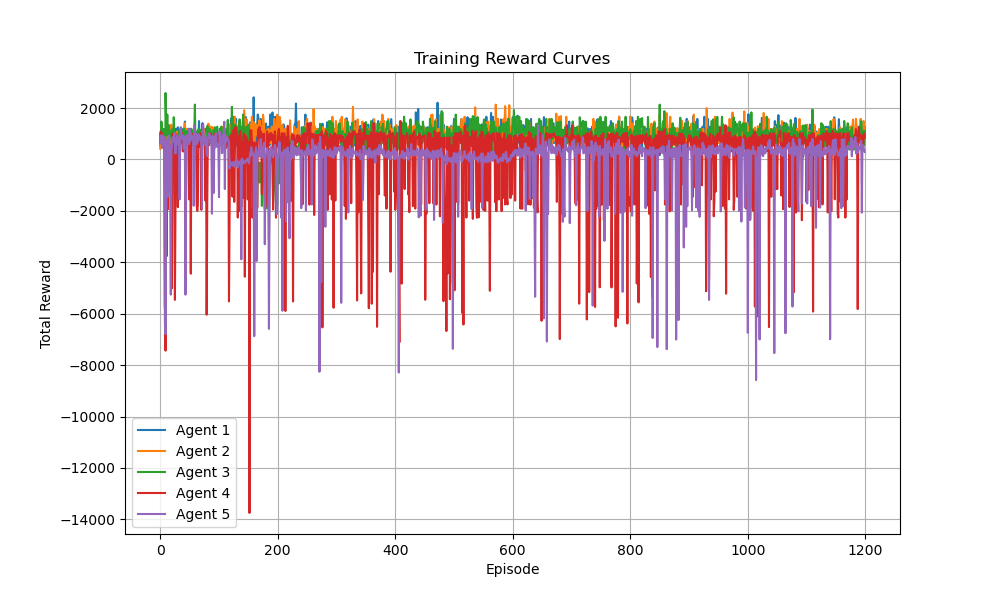 Training Reward Curves
Total Reward
2000
0
−2000
−4000
−6000
−8000
−10000
−12000
−14000
Agent 1
Agent 2
Agent 3
Agent 4
Agent 5
0 200 400 600 800 1000 1200
Episode